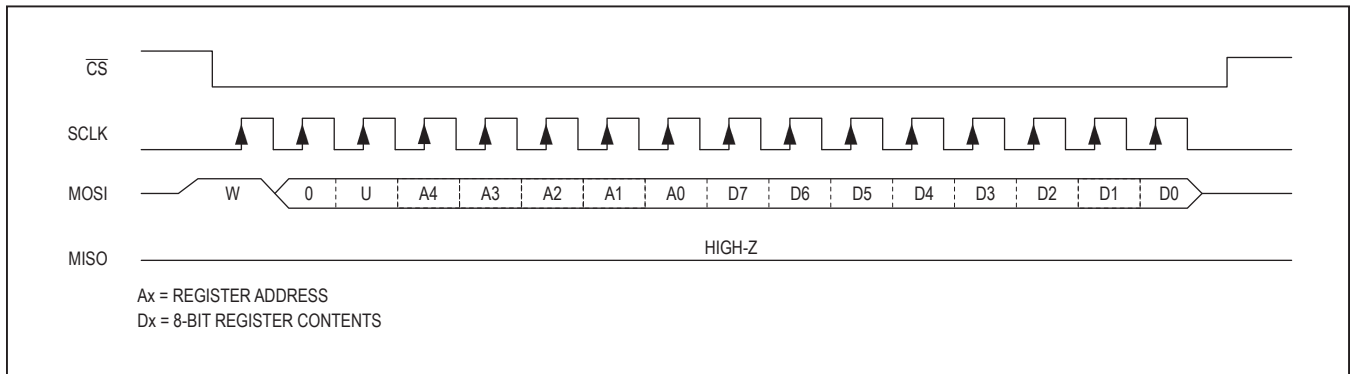 CS
SCLK
MOSI W 0 U A4 A3 A2 A1 A0 D7 D6 D5 D4 D3 D2 D1 D0
HIGH-Z
MISO
Ax = REGISTER ADDRESS
Dx = 8-BIT REGISTER CONTENTS